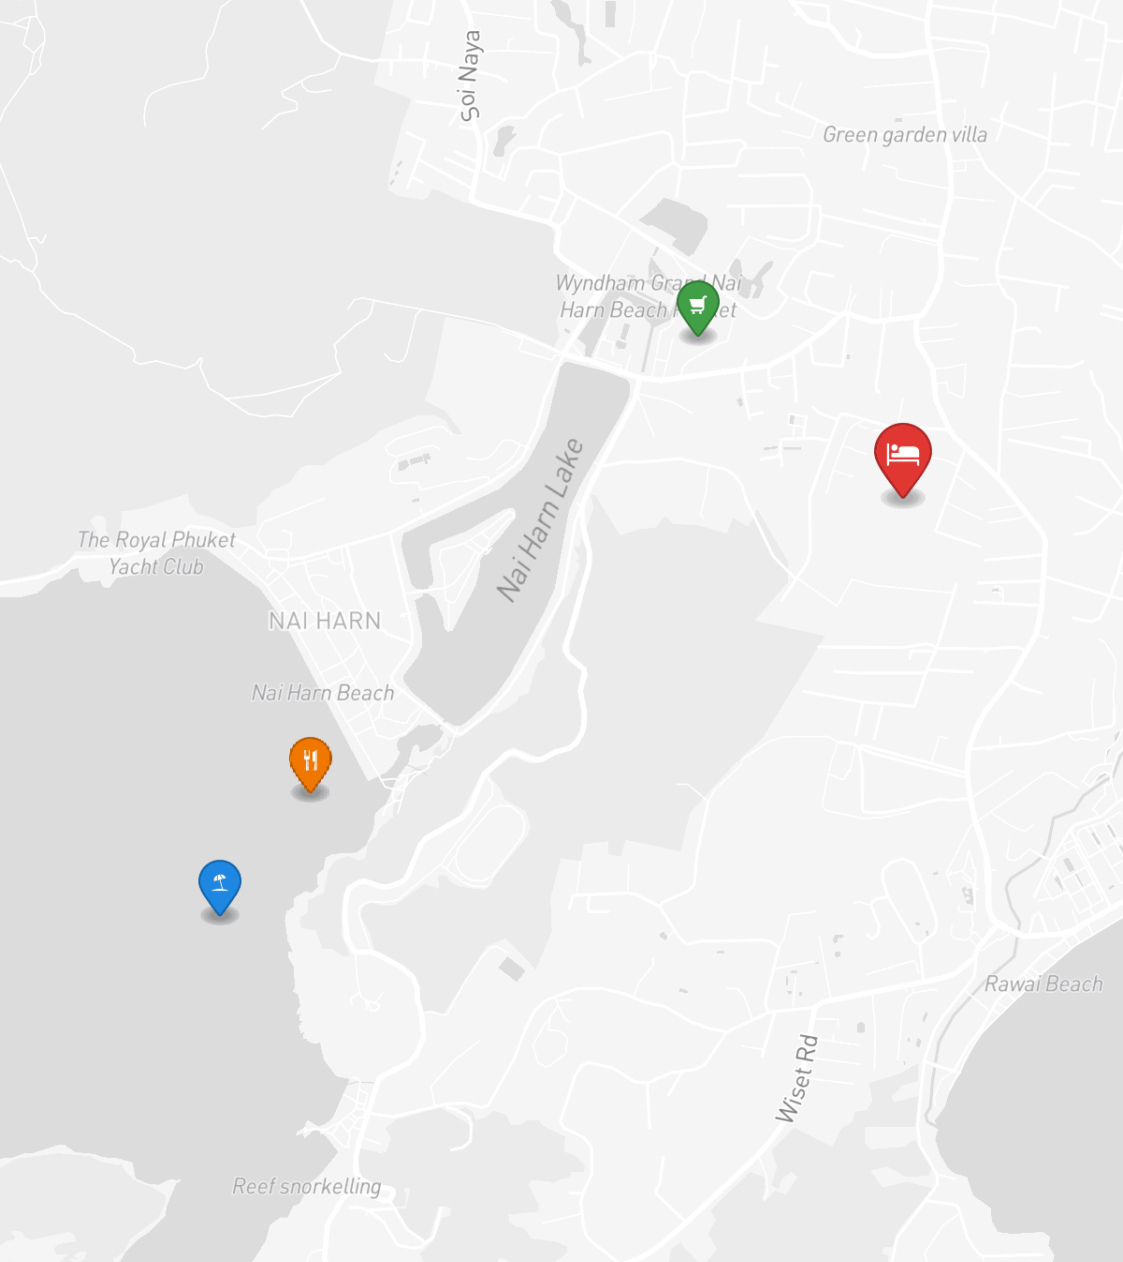 Soi Naya
Green garden villa
Wyndham Grand Nai
Harn Beach
Nai Harn Lake
The Royal Phuket
Yacht Club
NAI HARN
Nai Harn Beach
Rawai Beach
Wiset Rd
Reef snorkelling